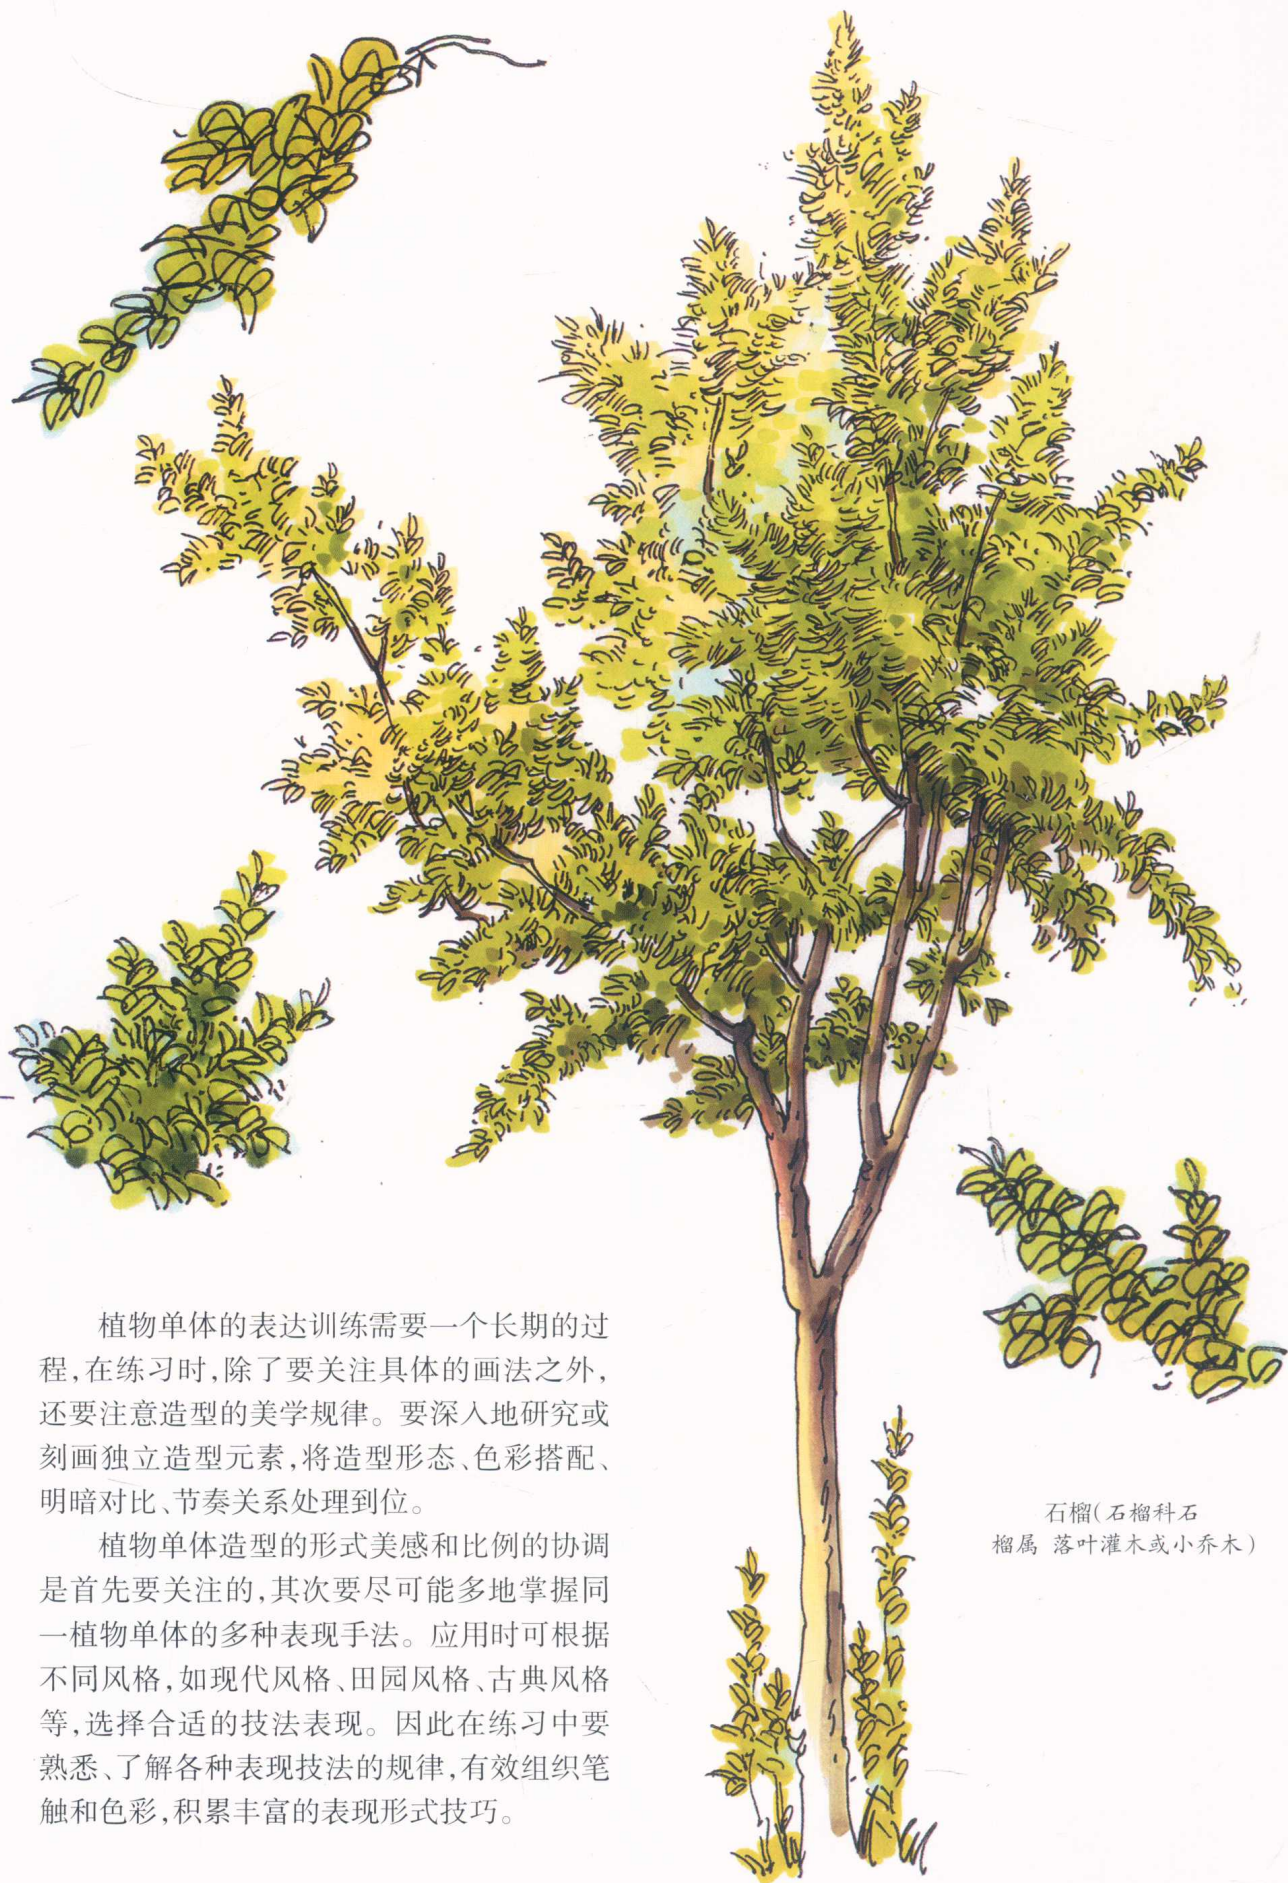 植物单体的表达训练需要一个长期的过
程,在练习时,除了要关注具体的画法之外,
还要注意造型的美学规律。要深入地研究或
刻画独立造型元素,将造型形态、色彩搭配、
明暗对比、节奏关系处理到位。
植物单体造型的形式美感和比例的协调
是首先要关注的,其次要尽可能多地掌握同
一植物单体的多种表现手法。应用时可根据
不同风格,如现代风格、田园风格、古典风格
等,选择合适的技法表现。因此在练习中要
熟悉、了解各种表现技法的规律,有效组织笔
触和色彩,积累丰富的表现形式技巧。
石榴(石榴科石
榴属 落叶灌木或小乔木)